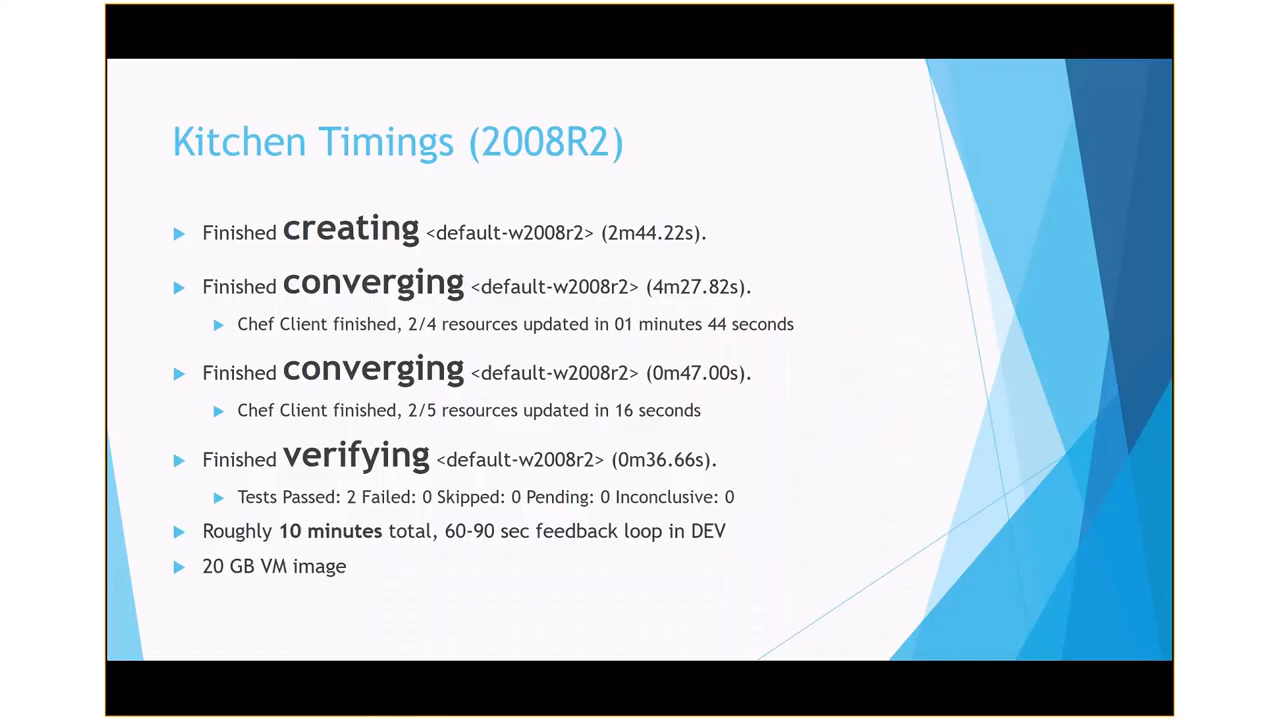 Kitchen Timings (2008R2)
Finished creating <default-w2008r2> (2m44.22s).
Finished converging <default-w2008r2> (4m27.82s).
Chef Client finished, 2/4 resources updated in 01 minutes 44 seconds
Finished converging <default-w2008r2> (0m47.00s).
Chef Client finished, 2/5 resources updated in 16 seconds
Finished verifying <default-w2008r2> (0m36.66s).
Tests Passed: 2 Failed: 0 Skipped: 0 Pending: 0 Inconclusive: 0
Roughly 10 minutes total, 60-90 sec feedback loop in DEV
20 GB VM image